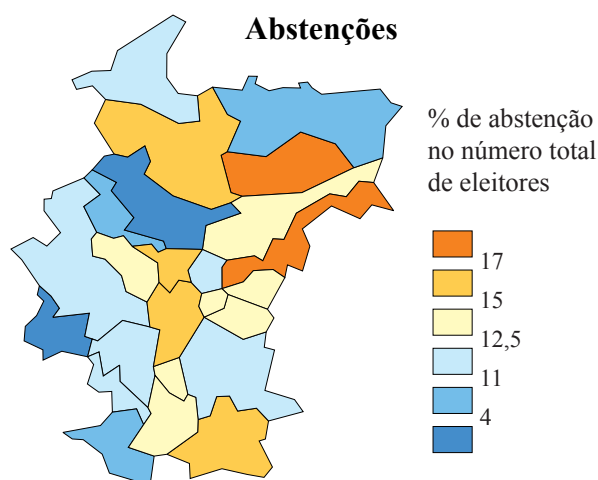 Abstenções
% de abstenção
no número total
de eleitores
17
15
12,5
11
4